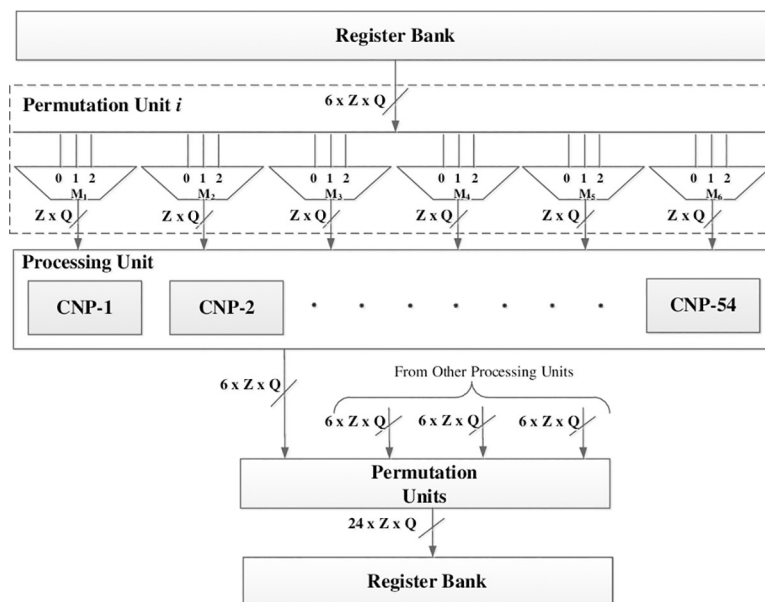 Register Bank
6 x Z x Q
Permutation Unit i
0 1 2 0 1 2 0 1 2 0 1 2 0 1 2 0 1 2
M1 M2 M3 M4 M5 M6
Z x Q Z x Q Z x Q Z x Q Z x Q Z x Q
Processing Unit
CNP-1 CNP-2 . . . . . . . CNP-54
From Other Processing Units
6 x Z x Q
6 x Z x Q 6 x Z x Q 6 x Z x Q
Permutation
Units
24 x Z x Q
Register Bank